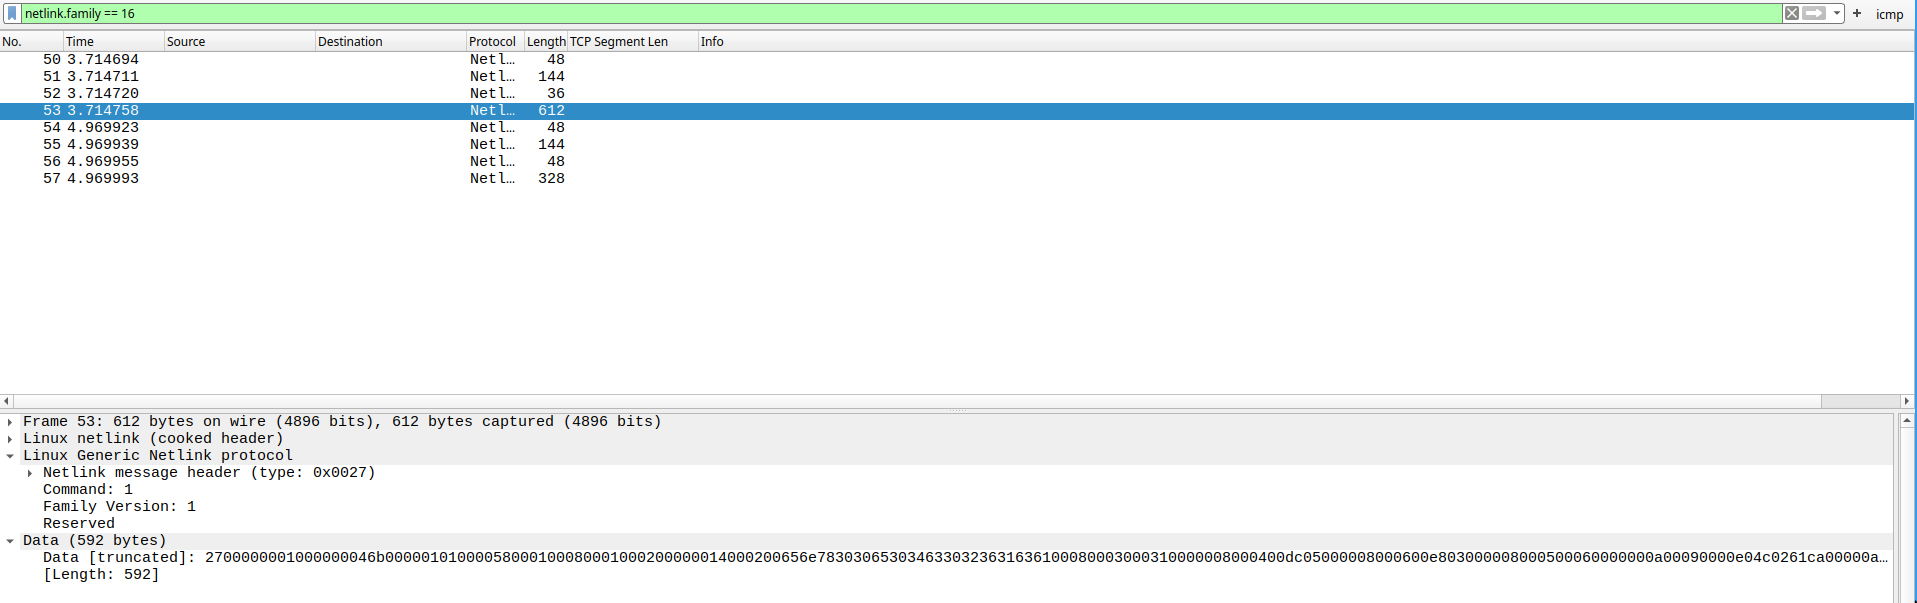 netlink.family == 16 + icmp
No. Time Source Destination Protocol Length TCP Segment Len Info
50 3.714694 Netl… 48
51 3.714711 Netl… 144
52 3.714720 Netl… 36
53 3.714758 Netl… 612
54 4.969923 Netl… 48
55 4.969939 Netl… 144
56 4.969955 Netl… 48
57 4.969993 Netl… 328
Frame 53: 612 bytes on wire (4896 bits), 612 bytes captured (4896 bits)
Linux netlink (cooked header)
Linux Generic Netlink protocol
Netlink message header (type: 0x0027)
Command: 1
Family Version: 1
Reserved
Data (592 bytes)
Data [truncated]: 2700000001000000046b00000101000058000100080001000200000014000200656e7830306530346330323631636100080003000310000008000400dc05000008000600e8030000080005000600000000a00090000e04c0261ca00000a…
[Length: 592]